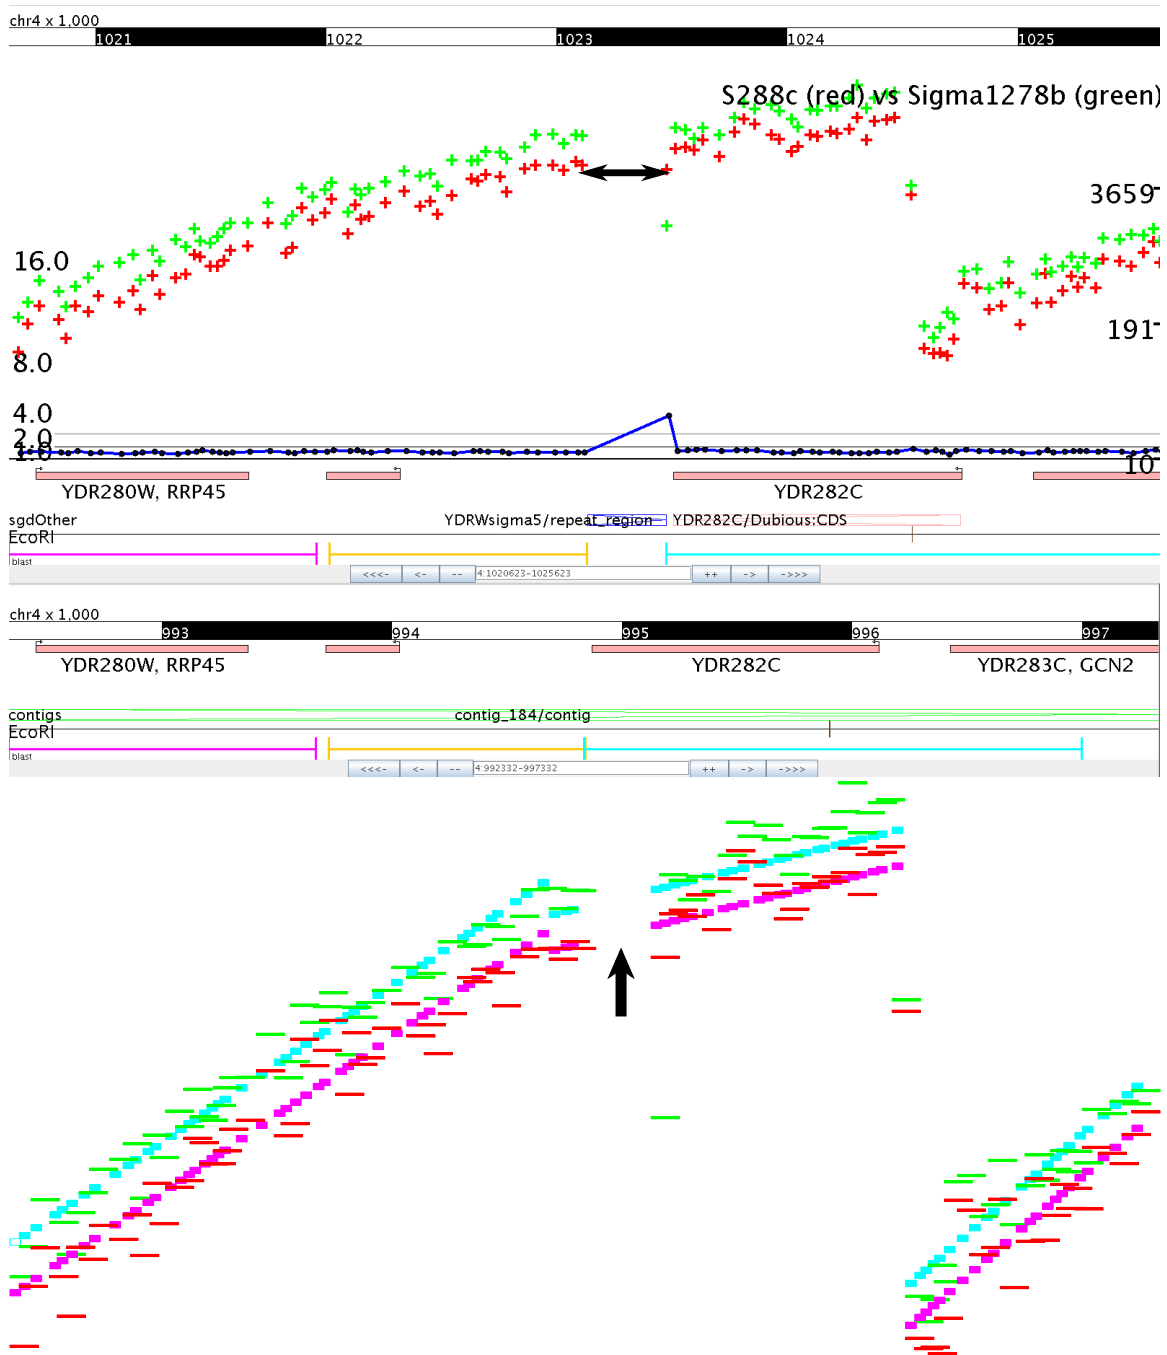 chr4 x 1,000
1021 1022 1023 1024 1025
S288c (red) vs Sigma1278b (green)
3659
16.0
191
8.0
4.0
2.0
1.0
10
YDR280W, RRP45 YDR282C
sgdOther YDRWsigma5/repeat_region YDR282C/Dubious:CDS
EcoRI
blast
<<<- <- -- 4:1020623-1025623 ++ -> ->>>
chr4 x 1,000
993 994 995 996 997
YDR280W, RRP45 YDR282C YDR283C, GCN2
contigs contig_184/contig
EcoRI
blast
<<<- <- -- 4:992332-997332 ++ -> ->>>